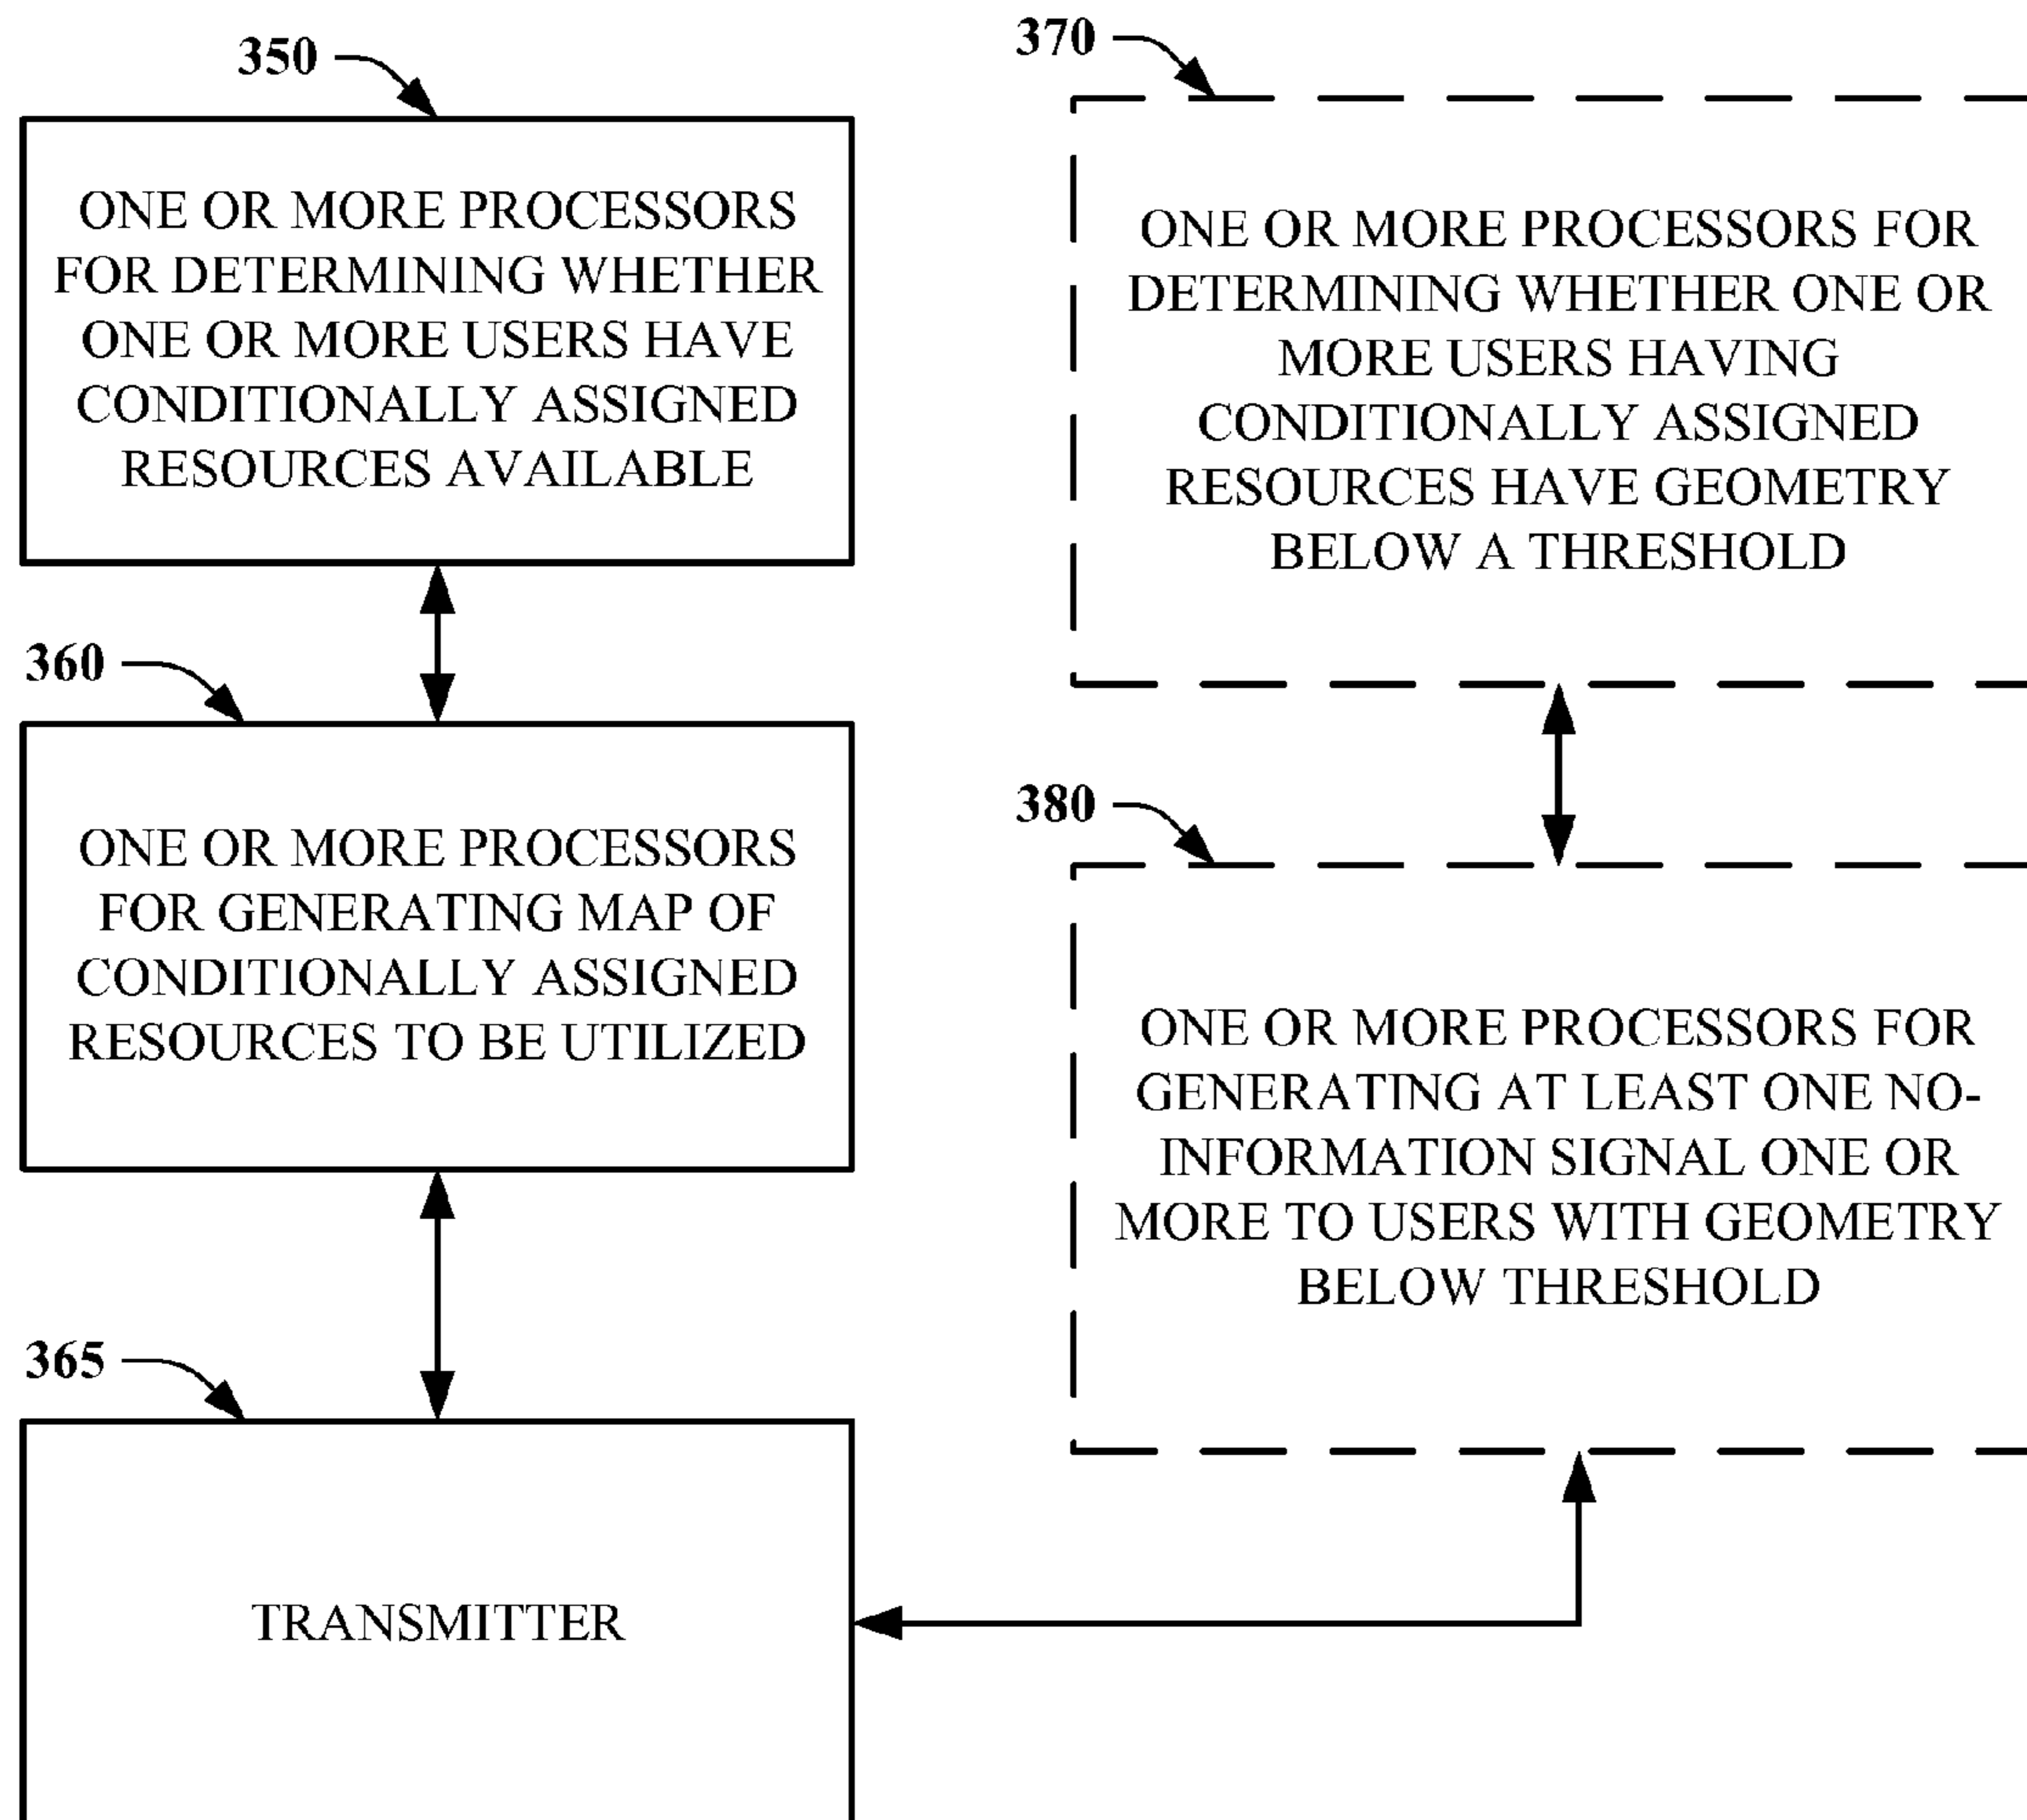 350
ONE OR MORE PROCESSORS
FOR DETERMINING WHETHER
ONE OR MORE USERS HAVE
CONDITIONALLY ASSIGNED
RESOURCES AVAILABLE
360
ONE OR MORE PROCESSORS
FOR GENERATING MAP OF
CONDITIONALLY ASSIGNED
RESOURCES TO BE UTILIZED
365
TRANSMITTER
370
ONE OR MORE PROCESSORS FOR
DETERMINING WHETHER ONE OR
MORE USERS HAVING
CONDITIONALLY ASSIGNED
RESOURCES HAVE GEOMETRY
BELOW A THRESHOLD
380
ONE OR MORE PROCESSORS FOR
GENERATING AT LEAST ONE NO-
INFORMATION SIGNAL ONE OR
MORE TO USERS WITH GEOMETRY
BELOW THRESHOLD